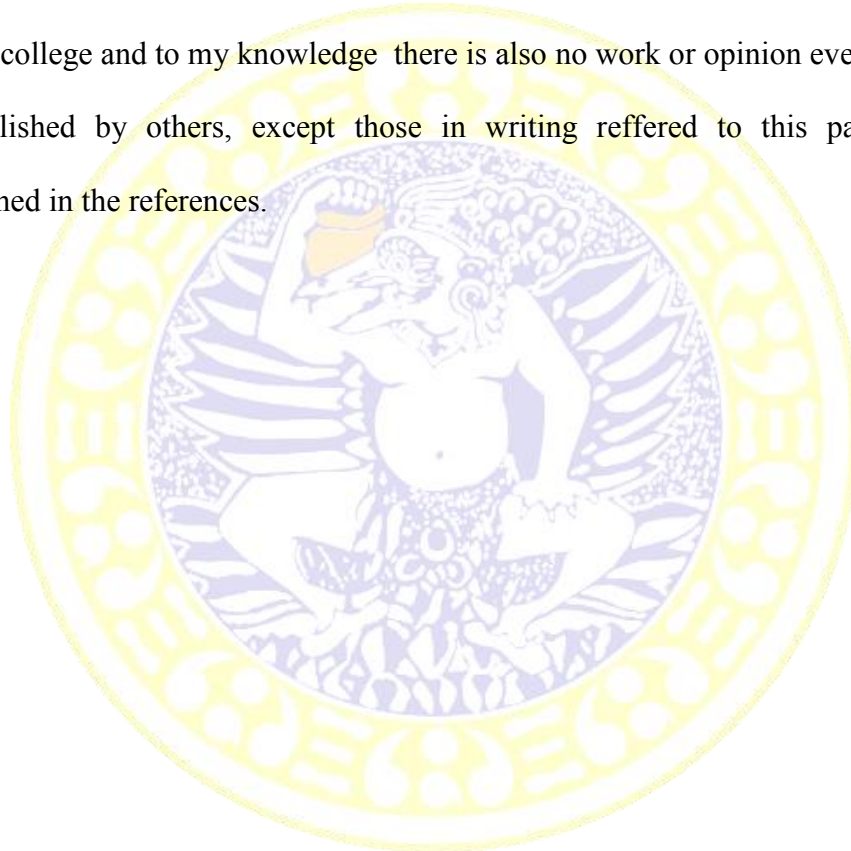 college and to my knowledge there is also no work or opinion eve
lished by others, except those in writing reffered to this pa
ned in the references.